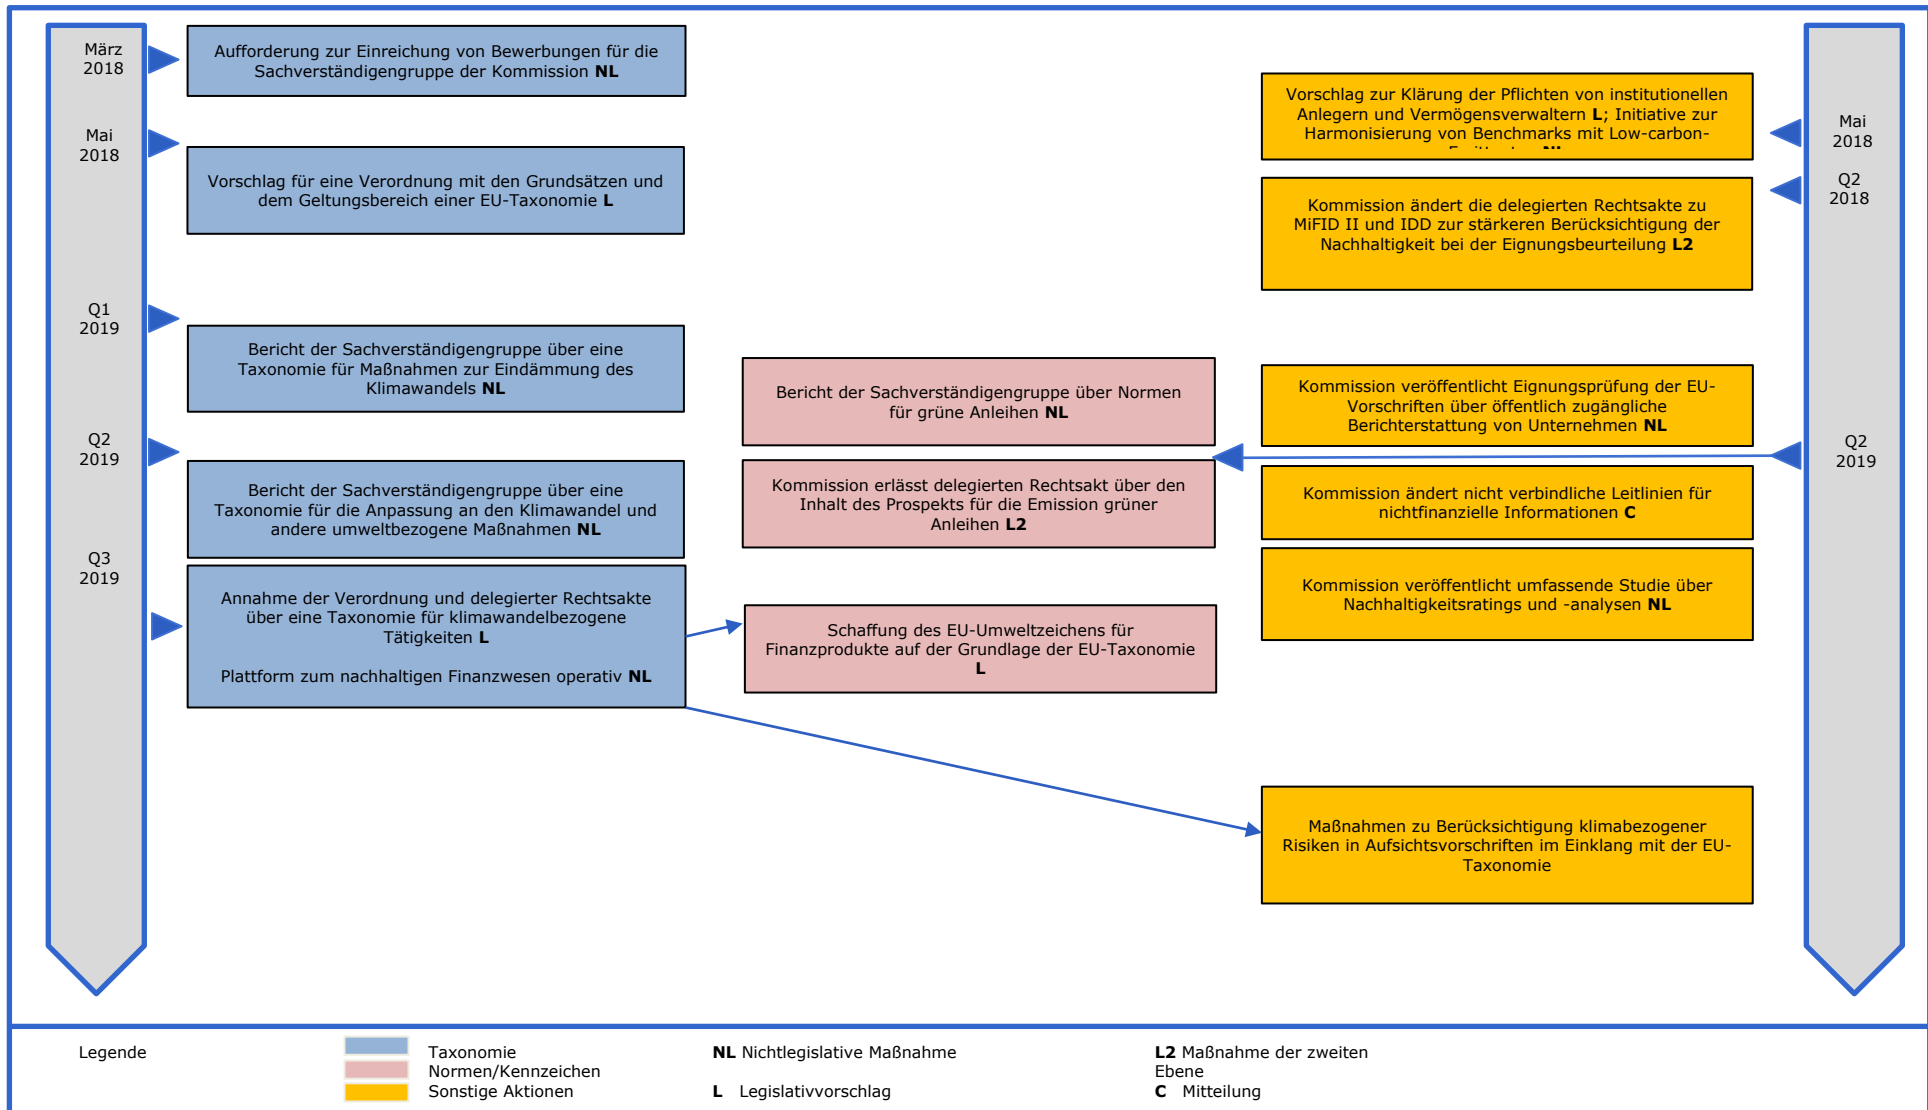 März
2018
Aufforderung zur Einreichung von Bewerbungen für die
Sachverständigengruppe der Kommission NL
Mai
2018
Vorschlag für eine Verordnung mit den Grundsätzen und
dem Geltungsbereich einer EU-Taxonomie L
Q1
2019
Bericht der Sachverständigengruppe über eine
Taxonomie für Maßnahmen zur Eindämmung des
Klimawandels NL
Q2
2019
Bericht der Sachverständigengruppe über eine
Taxonomie für die Anpassung an den Klimawandel und
andere umweltbezogene Maßnahmen NL
Q3
2019
Annahme der Verordnung und delegierter Rechtsakte
über eine Taxonomie für klimawandelbezogene
Tätigkeiten L
Plattform zum nachhaltigen Finanzwesen operativ NL
Bericht der Sachverständigengruppe über Normen
für grüne Anleihen NL
Kommission erlässt delegierten Rechtsakt über den
Inhalt des Prospekts für die Emission grüner
Anleihen L2
Schaffung des EU-Umweltzeichens für
Finanzprodukte auf der Grundlage der EU-Taxonomie
L
Vorschlag zur Klärung der Pflichten von institutionellen
Anlegern und Vermögensverwaltern L; Initiative zur
Harmonisierung von Benchmarks mit Low-carbon-
Mai
2018
Kommission ändert die delegierten Rechtsakte zu
MiFID II und IDD zur stärkeren Berücksichtigung der
Nachhaltigkeit bei der Eignungsbeurteilung L2
Q2
2018
Kommission veröffentlicht Eignungsprüfung der EU-
Vorschriften über öffentlich zugängliche
Berichterstattung von Unternehmen NL
Q2
2019
Kommission ändert nicht verbindliche Leitlinien für
nichtfinanzielle Informationen C
Kommission veröffentlicht umfassende Studie über
Nachhaltigkeitsratings und -analysen NL
Maßnahmen zu Berücksichtigung klimabezogener
Risiken in Aufsichtsvorschriften im Einklang mit der EU-
Taxonomie
Legende
Taxonomie
Normen/Kennzeichen
Sonstige Aktionen
NL Nichtlegislative Maßnahme
L Legislativvorschlag
L2 Maßnahme der zweiten
Ebene
C Mitteilung